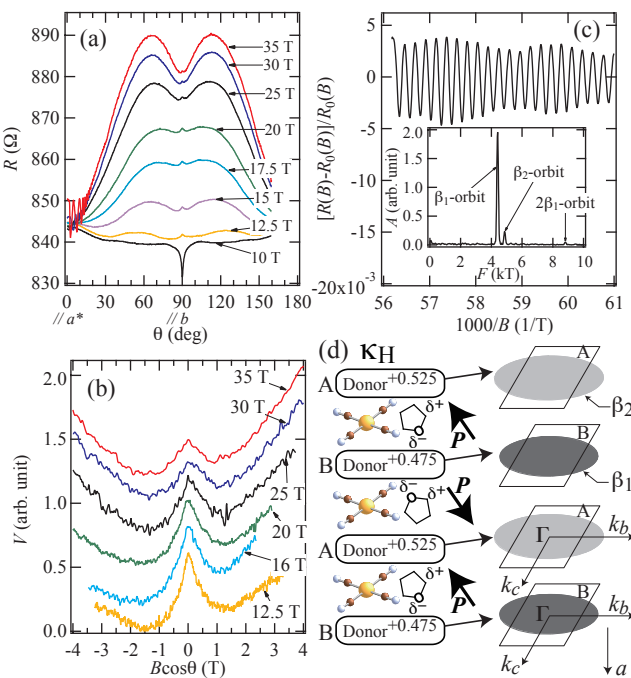 (a)
890
880
870
860
850
840
830
R (Ω)
35 T
30 T
25 T
20 T
17.5 T
15 T
12.5 T
10 T
0 30 60 90 120 150 180
// a* // b
θ (deg)
(c)
5
0
-5
-10
-15
-20x10⁻³
[R(B)-R₀(B)]/R₀(B)
56 57 58 59 60 61
1000/B (1/T)
2.0
1.5
1.0
0.5
0.0
A (arb. unit)
β₁-orbit
β₂-orbit
2β₁-orbit
0 2 4 6 8 10
F (kT)
(b)
2.0
1.5
1.0
0.5
0.0
V (arb. unit)
35 T
30 T
25 T
20 T
16 T
12.5 T
-4 -3 -2 -1 0 1 2 3 4
Bcosθ (T)
(d) κH
A Donor+0.525 A
δ+
δ− P β₂
B Donor+0.475 B
δ− δ+ P β₁
A Donor+0.525 A Γ kb
kc
δ+
δ− P
B Donor+0.475 B Γ kb
kc a